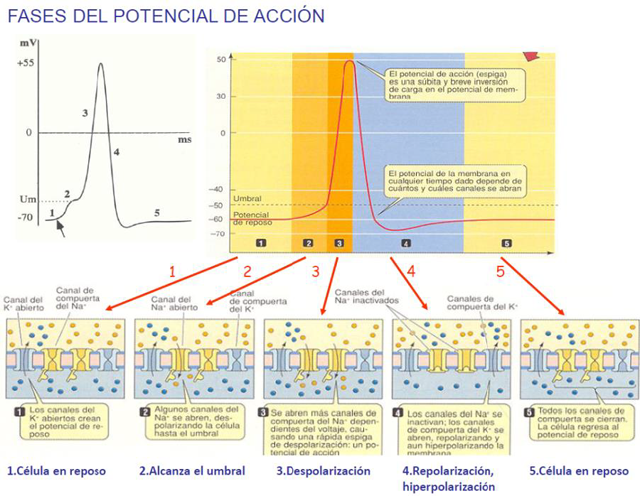 FASES DEL POTENCIAL DE ACCIÓN
mV
+55
0
Um
-70
ms
1
2
3
4
5
50
30
0
−40
−50
−60
−70
Umbral
Potencial
de reposo
El potencial de acción (espiga)
es una súbita y breve inversión
de carga en el potencial de mem-
brana
El potencial de la membrana en
cualquier tiempo dado depende de
cuántos y cuáles canales se abran
1
2
3
4
5
1
2
3
4
5
Canal del
K⁺ abierto
Canal de
compuerta
del Na⁺
Canal del
Na⁺ abierto
Canal de
compuerta
del K⁺
Canales del
Na⁺ inactivados
Canales de
compuerta del K⁺
1 Los canales del
K⁺ abiertos crean
el potencial de re-
poso
2 Algunos canales del
Na⁺ se abren, des-
polarizando la célula
hasta el umbral
3 Se abren más canales de
compuerta del Na⁺ depen-
dientes del voltaje, cau-
sando una rápida espiga
de despolarización: un po-
tencial de acción
4 Los canales del Na⁺ se
inactivan; los canales
de compuerta del K⁺ se
abren, repolarizando y
aun hiperpolarizando la
membrana
5 Todos los canales de
compuerta se cierran.
La célula regresa al
potencial de reposo
1.Célula en reposo
2.Alcanza el umbral
3.Despolarización
4.Repolarización,
hiperpolarización
5.Célula en reposo